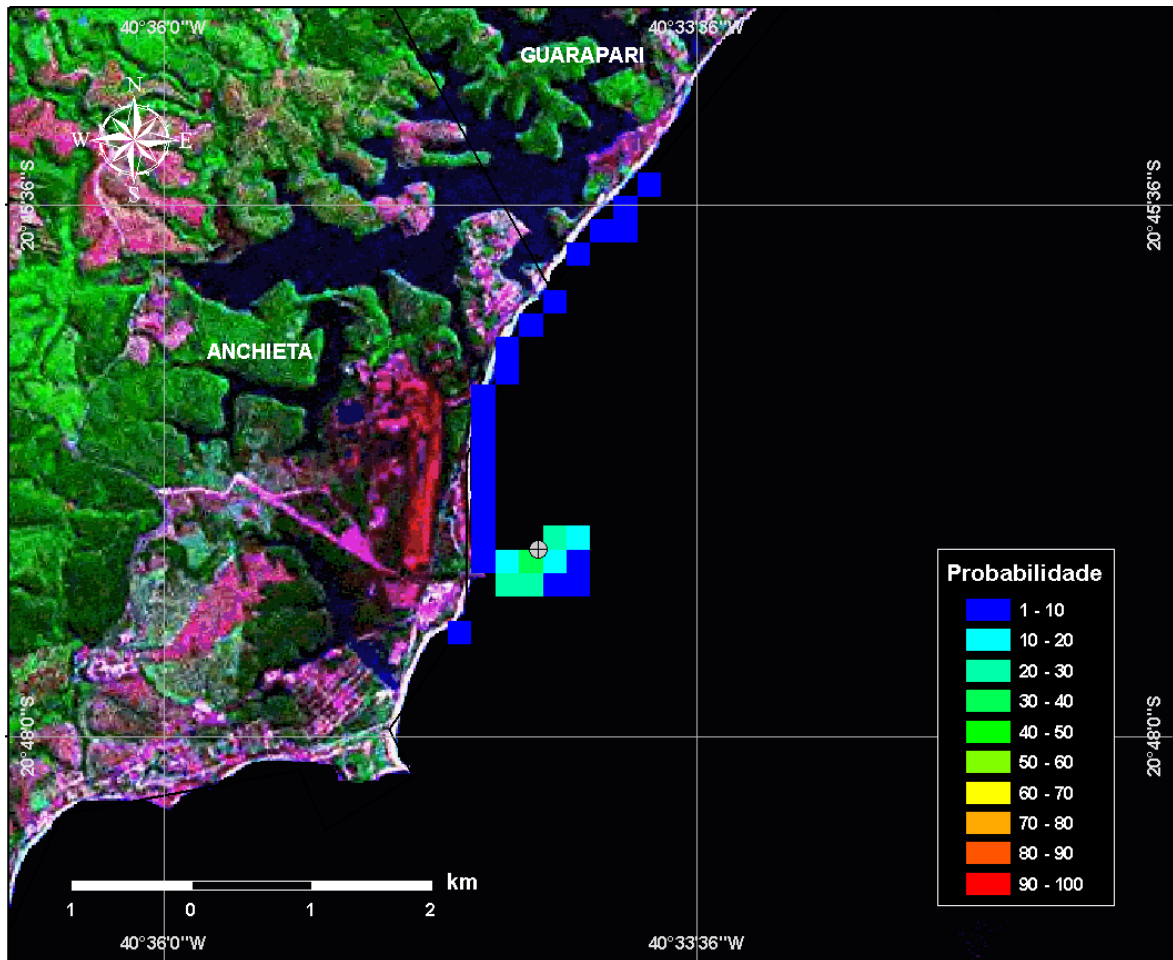 40°36'0"W
40°33'36"W
GUARAPARI
N
W
E
S
20°45'36"S
20°45'36"S
ANCHIETA
Probabilidade
1 - 10
10 - 20
20 - 30
30 - 40
40 - 50
50 - 60
60 - 70
70 - 80
80 - 90
90 - 100
20°48'0"S
20°48'0"S
km
1 0 1 2
40°36'0"W
40°33'36"W